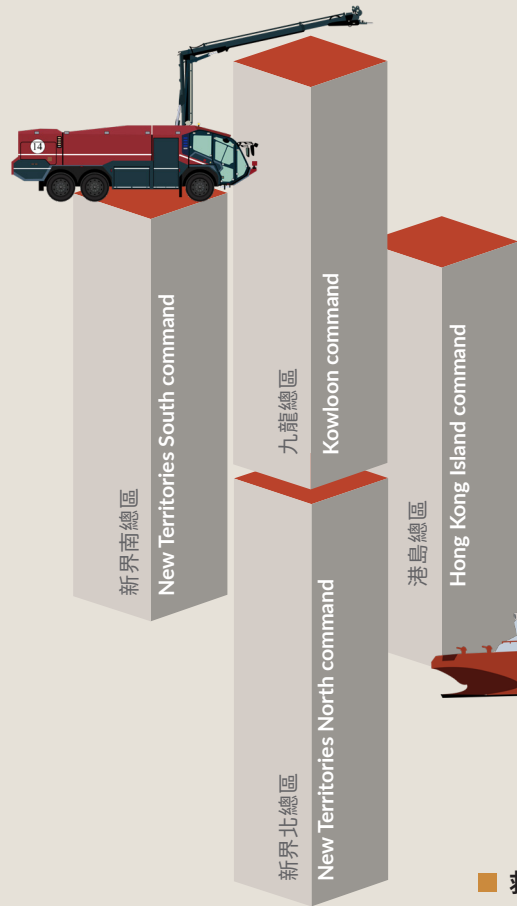 14
新界南總區
New Territories South command
九龍總區
Kowloon command
港島總區
Hong Kong Island command
新界北總區
New Territories North command